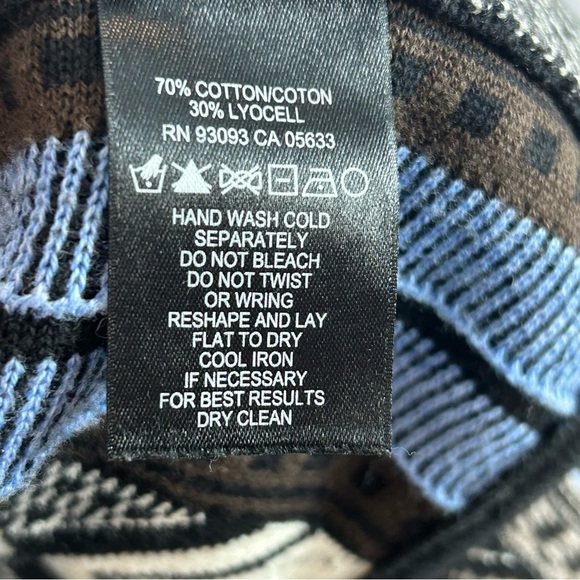 70% COTTON/COTON
30% LYOCELL
RN 93093 CA 05633
HAND WASH COLD
SEPARATELY
DO NOT BLEACH
DO NOT TWIST
OR WRING
RESHAPE AND LAY
FLAT TO DRY
COOL IRON
IF NECESSARY
FOR BEST RESULTS
DRY CLEAN